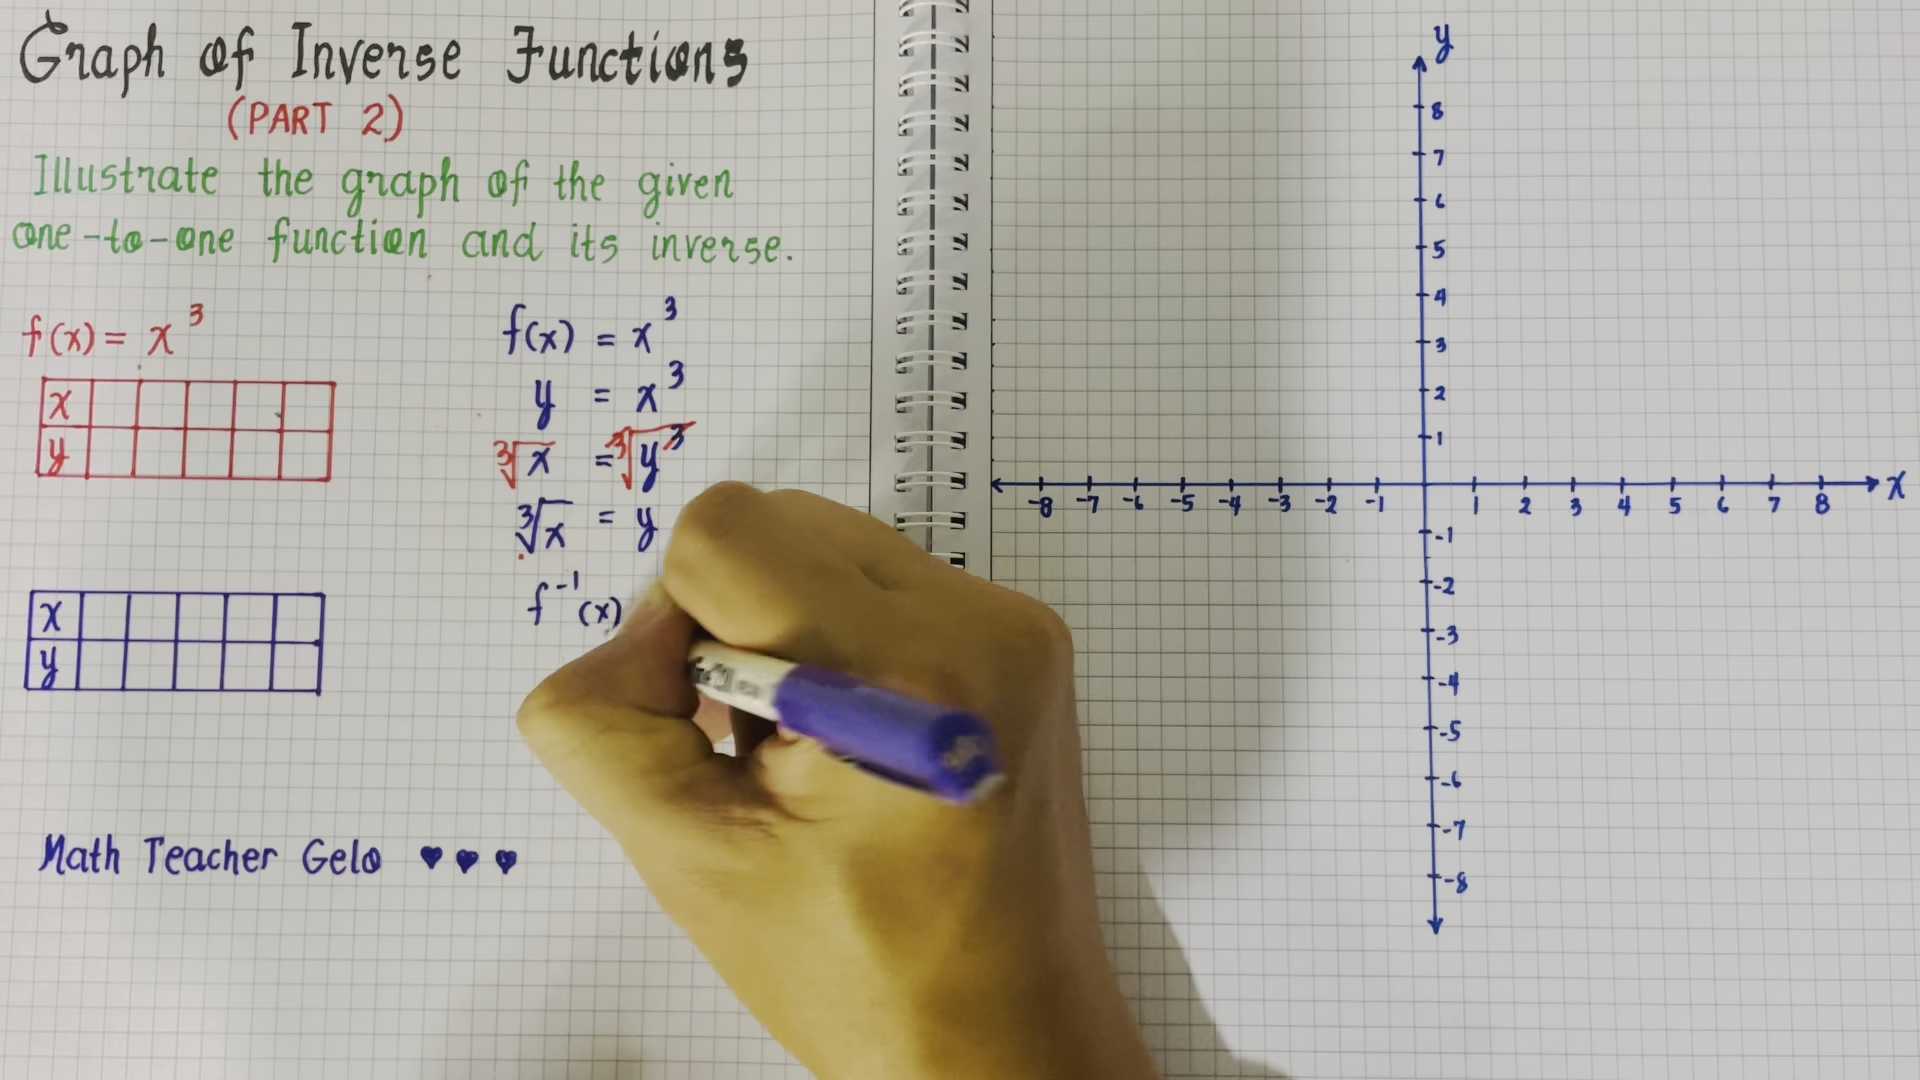 Graph of Inverse Functions
(PART 2)
Illustrate the graph of the given
one-to-one function and its inverse.
f(x) = x³
x
y
f(x) = x³
y = x³
∛x = ∛y³
∛x = y
f⁻¹(x)
x
y
Math Teacher Gelo ♥ ♥ ♥
y
8
7
6
5
4
3
2
1
-8 -7 -6 -5 -4 -3 -2 -1 1 2 3 4 5 6 7 8 x
-1
-2
-3
-4
-5
-6
-7
-8